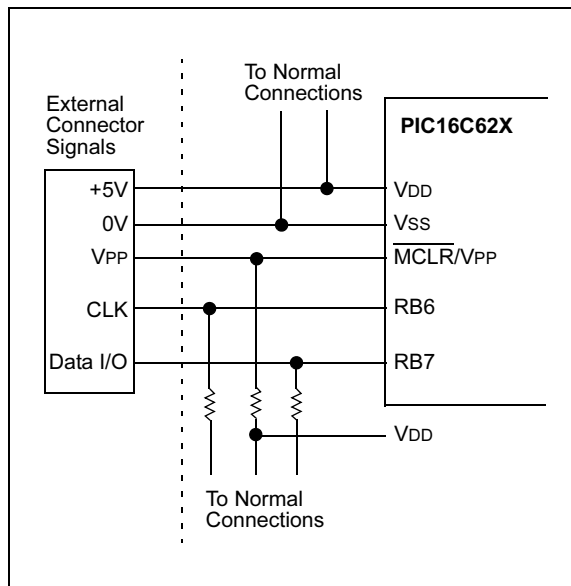 To Normal
Connections
External
Connector
Signals
PIC16C62X
+5V
VDD
0V
VSS
VPP
MCLR/VPP
CLK
RB6
Data I/O
RB7
VDD
To Normal
Connections